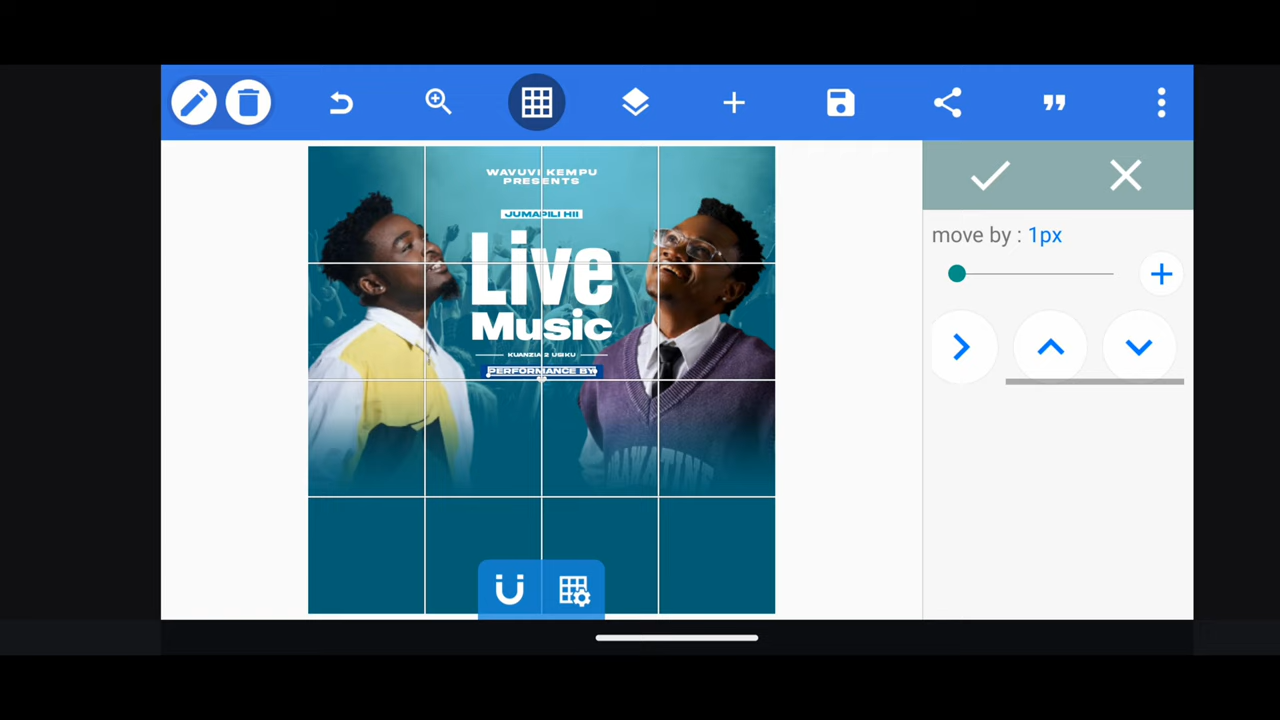 WAVUVI KEMPU
PRESENTS
JUMAPILI HII
Live
Music
KUANZIA 2 USIKU
PERFORMANCE BY
move by : 1px